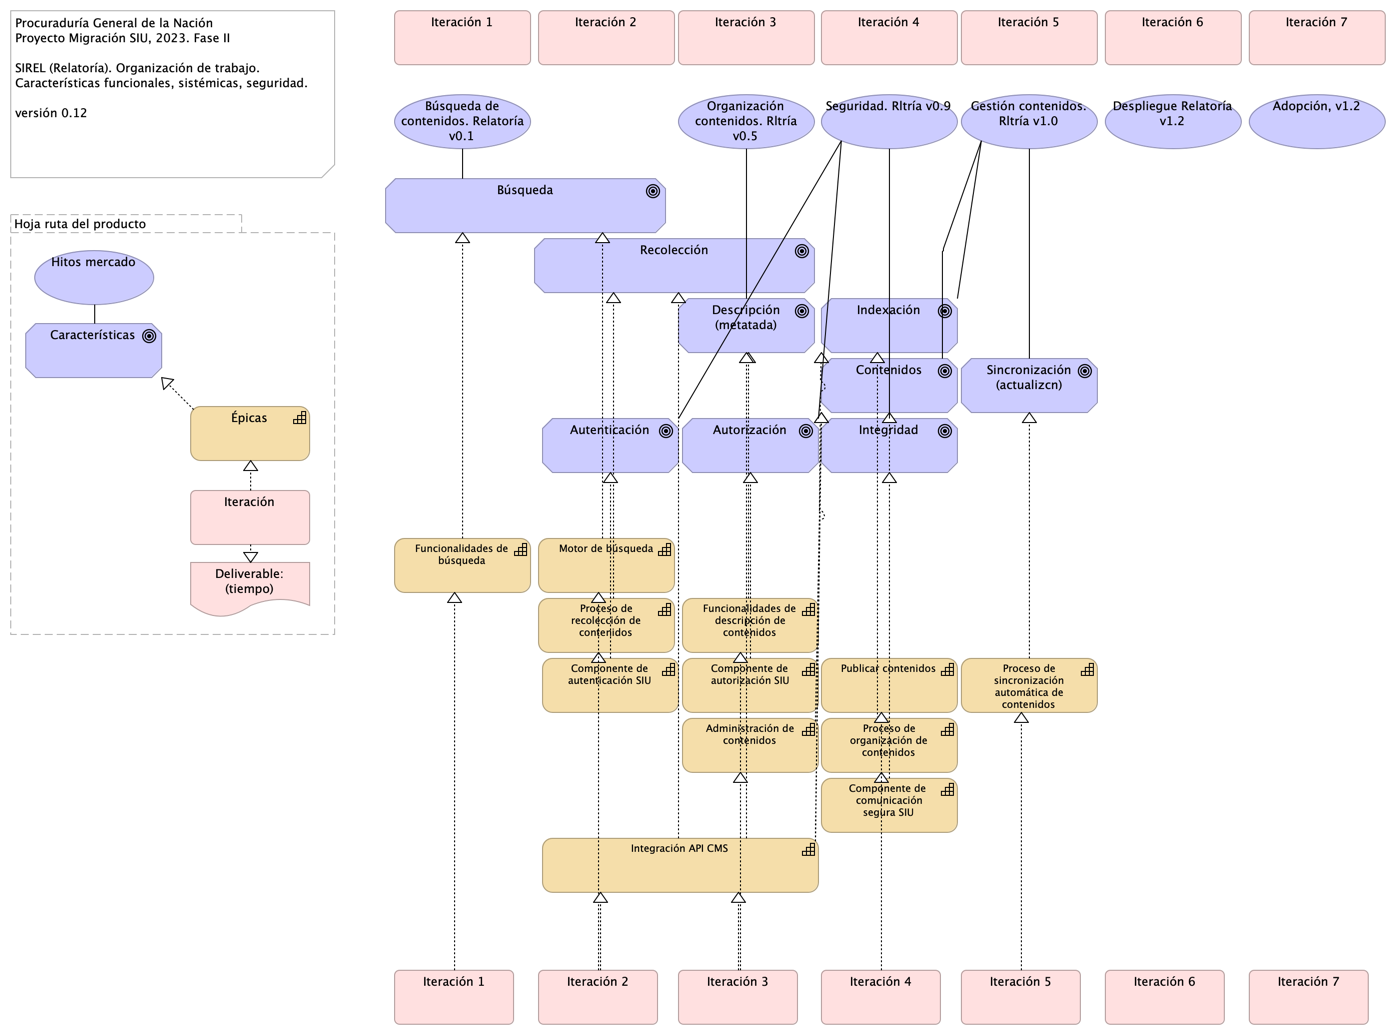 Procuraduría General de la Nación
Proyecto Migración SIU, 2023. Fase II
SIREL (Relatoría). Organización de trabajo.
Características funcionales, sistémicas, seguridad.
versión 0.12
Hoja ruta del producto
Hitos mercado
Características
Épicas
Iteración
Deliverable:
(tiempo)
Iteración 1
Iteración 2
Iteración 3
Iteración 4
Iteración 5
Iteración 6
Iteración 7
Búsqueda de
contenidos. Relatoría
v0.1
Organización
contenidos. Rltría
v0.5
Seguridad. Rltría v0.9
Gestión contenidos.
Rltría v1.0
Despliegue Relatoría
v1.2
Adopción, v1.2
Búsqueda
Recolección
Descripción
(metatada)
Indexación
Contenidos
Sincronización
(actualizcn)
Autenticación
Autorización
Integridad
Funcionalidades de
búsqueda
Motor de búsqueda
Proceso de
recolección de
contenidos
Funcionalidades de
descripción de
contenidos
Componente de
autenticación SIU
Componente de
autorización SIU
Publicar contenidos
Proceso de
sincronización
automática de
contenidos
Administración de
contenidos
Proceso de
organización de
contenidos
Componente de
comunicación
segura SIU
Integración API CMS
Iteración 1
Iteración 2
Iteración 3
Iteración 4
Iteración 5
Iteración 6
Iteración 7